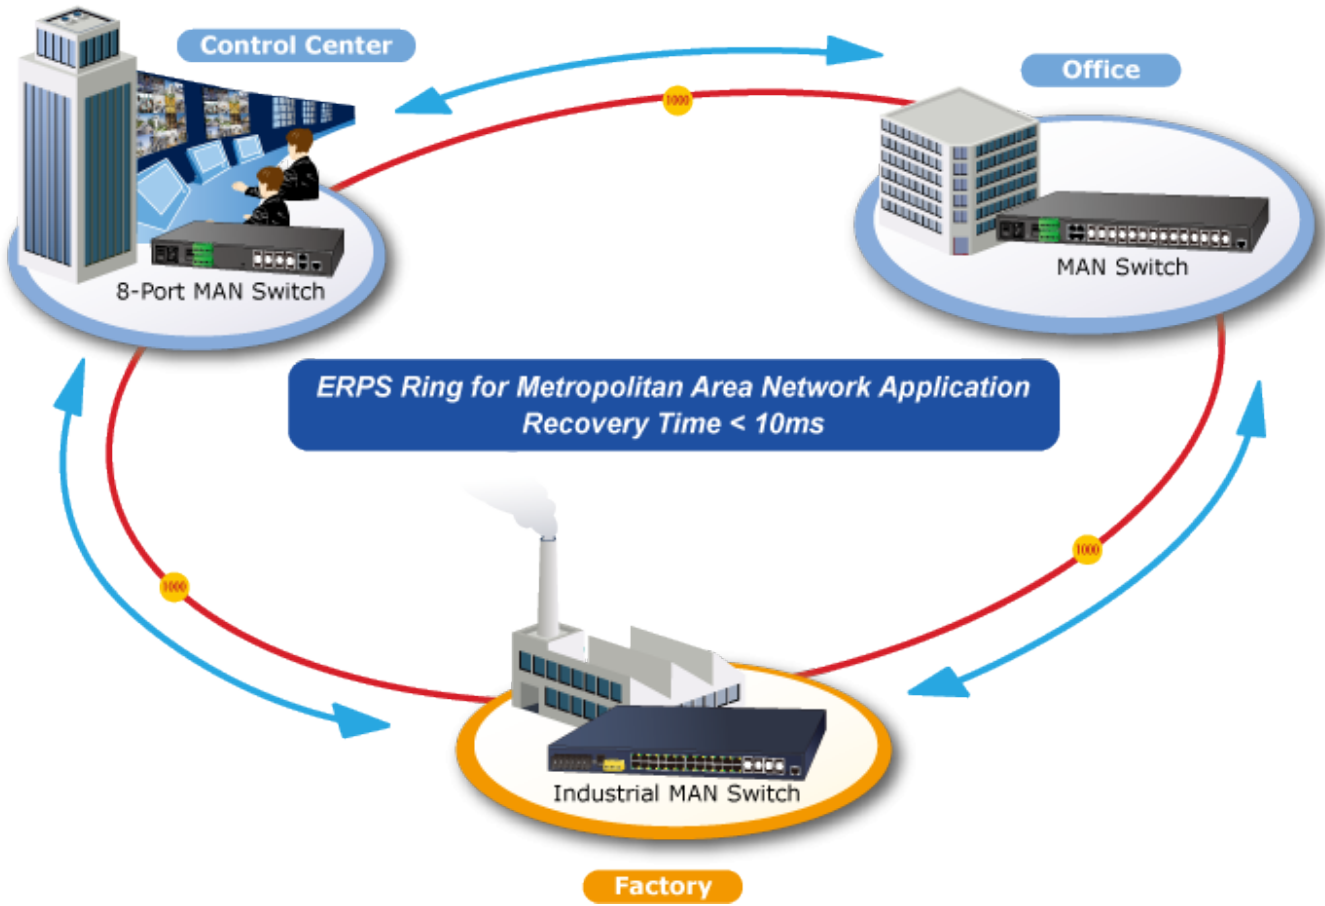 Control Center
Office
1000
MAN Switch
8-Port MAN Switch
ERPS Ring for Metropolitan Area Network Application
Recovery Time < 10ms
1000
1000
Industrial MAN Switch
Factory